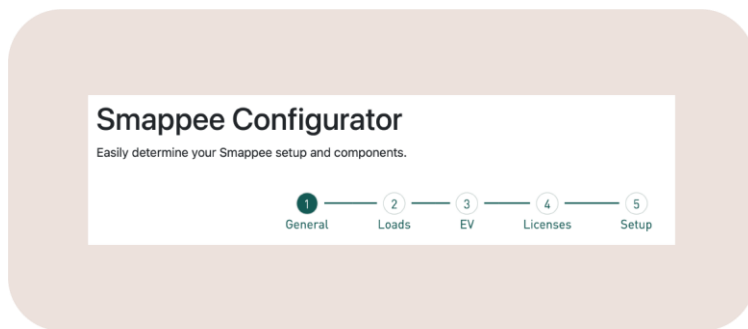 Smappee Configurator
Easily determine your Smappee setup and components.
1 2 3 4 5
General Loads EV Licenses Setup